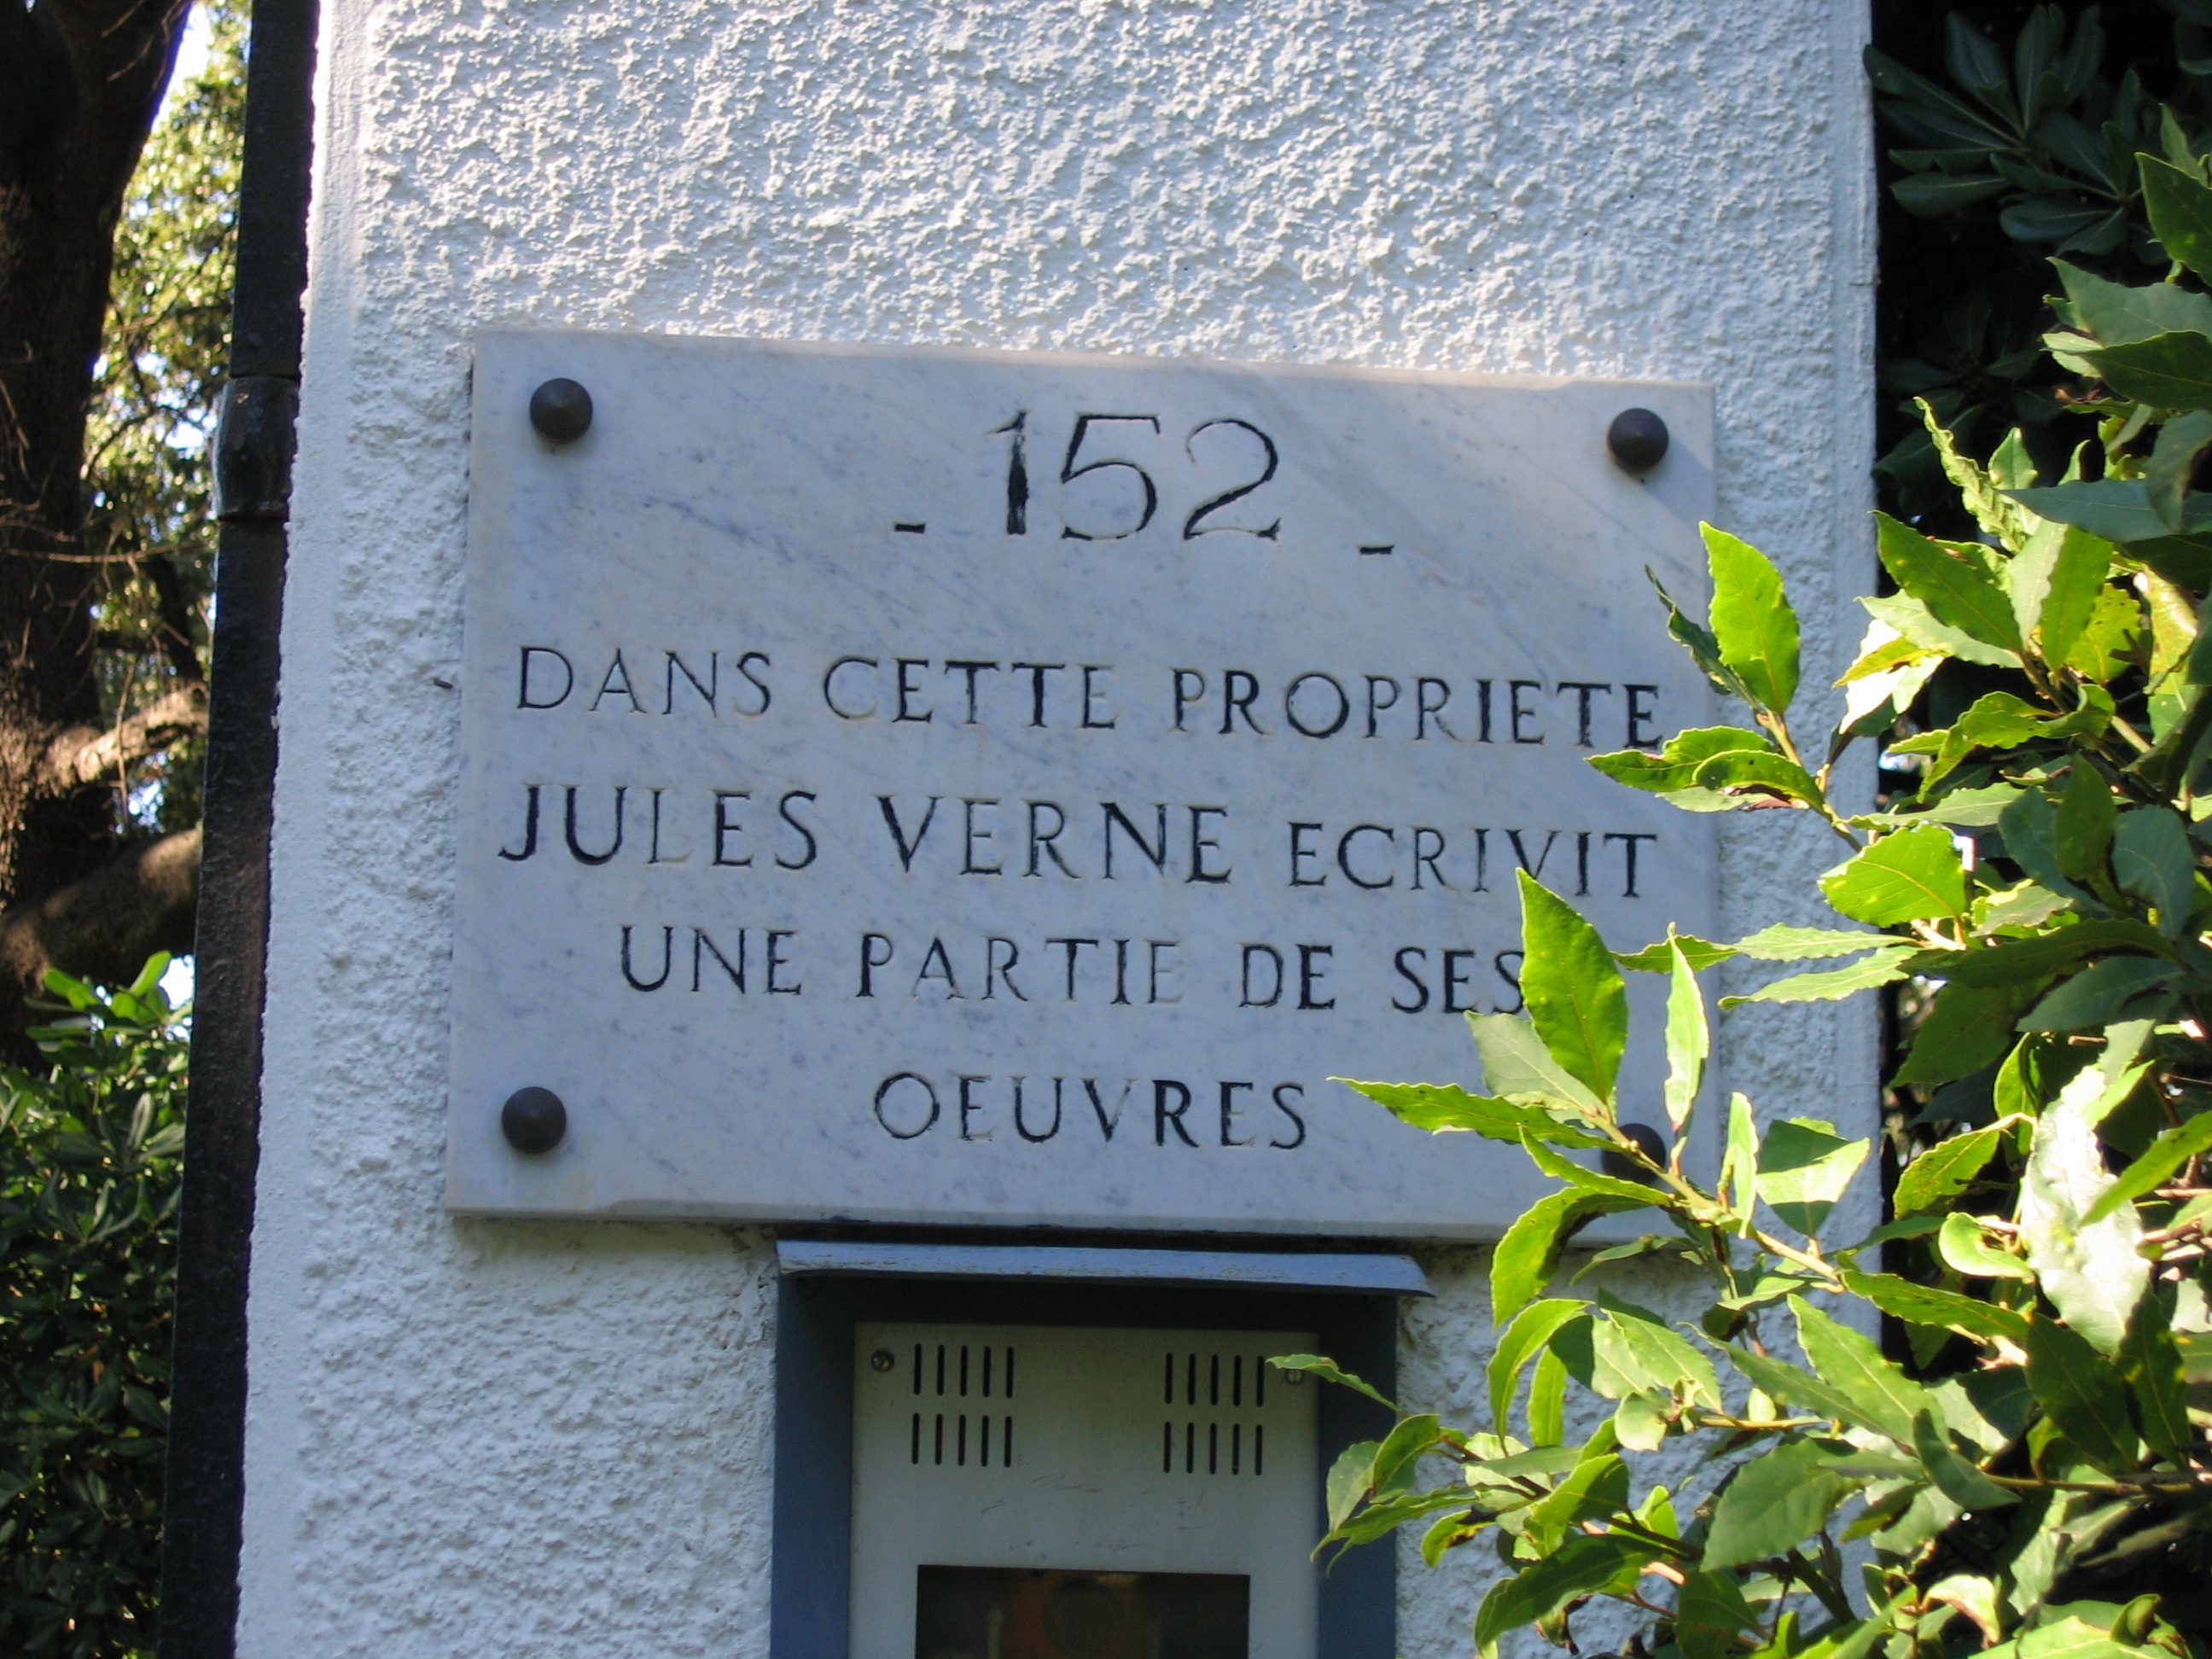 - 152 -
DANS CETTE PROPRIETE
JULES VERNE ECRIVIT
UNE PARTIE DE SES
OEUVRES